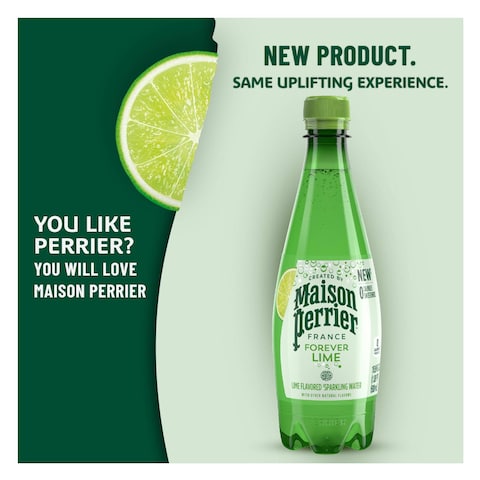 NEW PRODUCT.
SAME UPLIFTING EXPERIENCE.
YOU LIKE
PERRIER?
YOU WILL LOVE
MAISON PERRIER
CREATED BY
Maison
Perrier
FRANCE
FOREVER
LIME
LIME FLAVORED SPARKLING WATER
WITH OTHER NATURAL FLAVORS
NEW
0